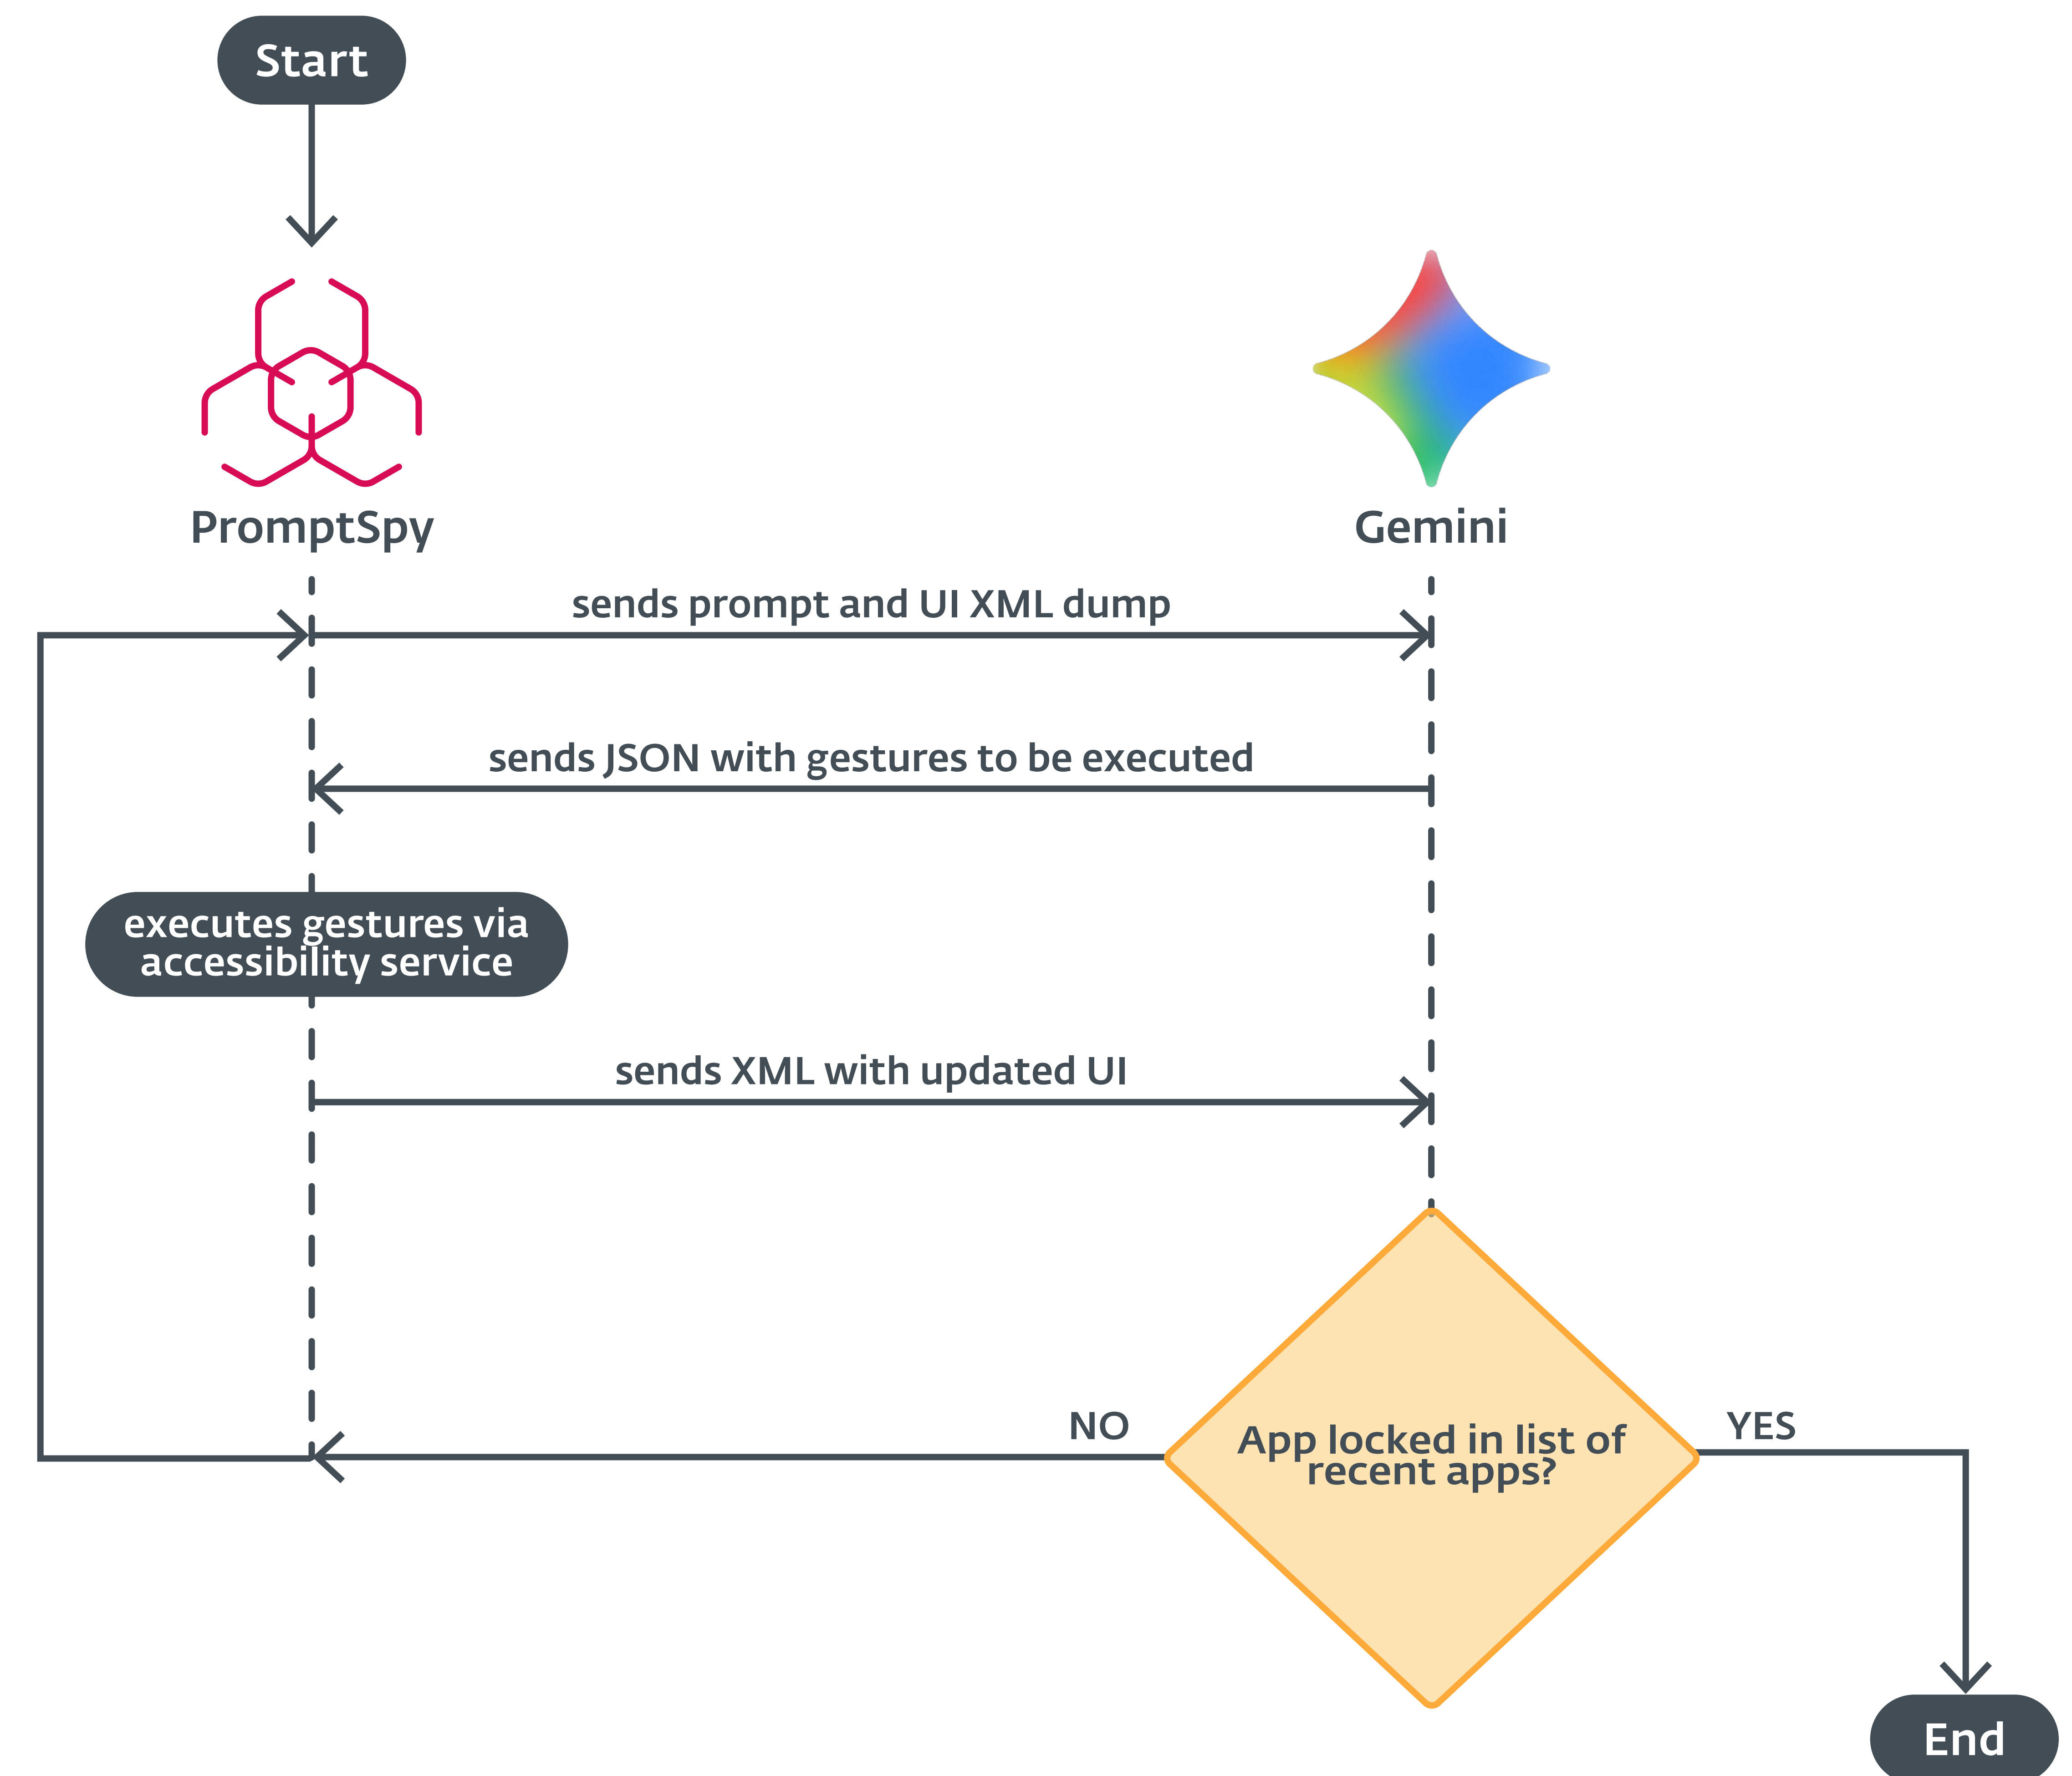 Start
PromptSpy
Gemini
sends prompt and UI XML dump
sends JSON with gestures to be executed
executes gestures via
accessibility service
sends XML with updated UI
NO
App locked in list of
recent apps?
YES
End